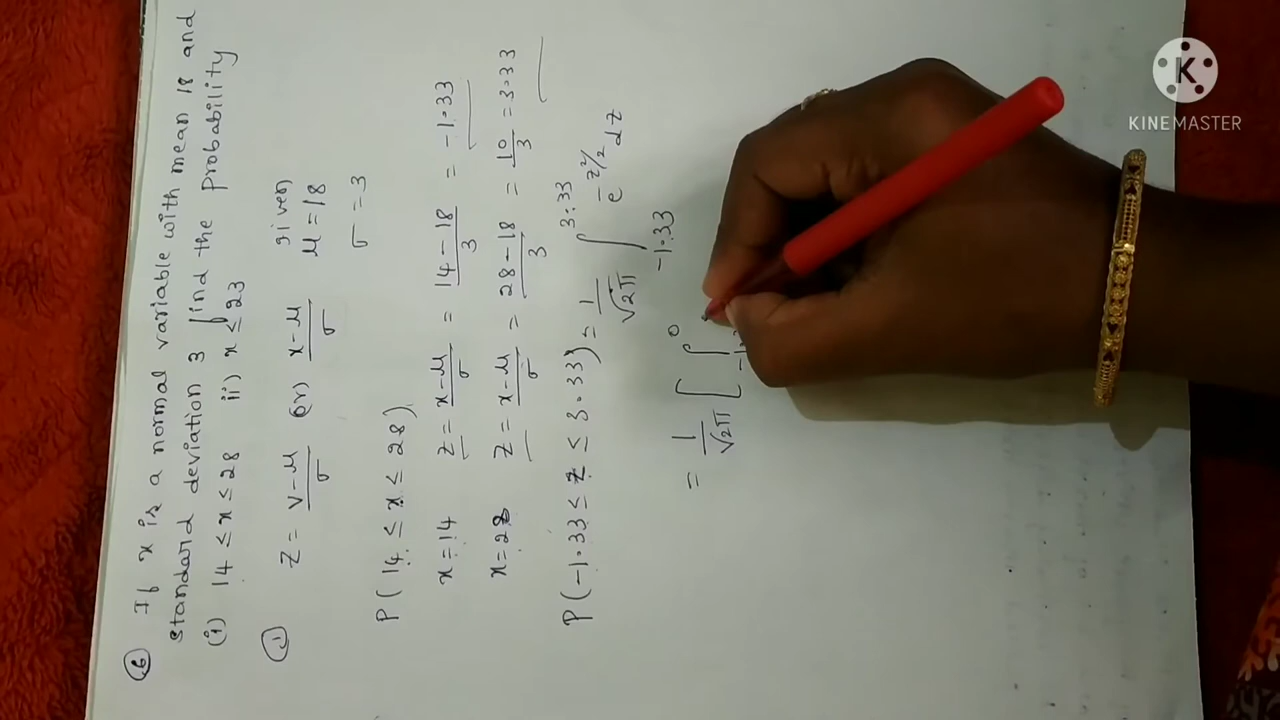 ⑥ If x is a normal variable with mean 18 and
standard deviation 3 find the probability
(i) 14 ≤ x ≤ 28 ii) x ≤ 23
① Z = v-μ/σ (or) x-μ/σ given
μ = 18
σ = 3
P(14 ≤ x ≤ 28)
x = 14 Z = x-μ/σ = 14-18/3 = -1.33
x = 28 Z = x-μ/σ = 28-18/3 = 10/3 = 3.33
P(-1.33 ≤ z ≤ 3.33) = 1/√2π ∫ -1.33 3.33 e^-z²/2 dz
= 1/√2π [ ∫ 0
K
KINEMASTER